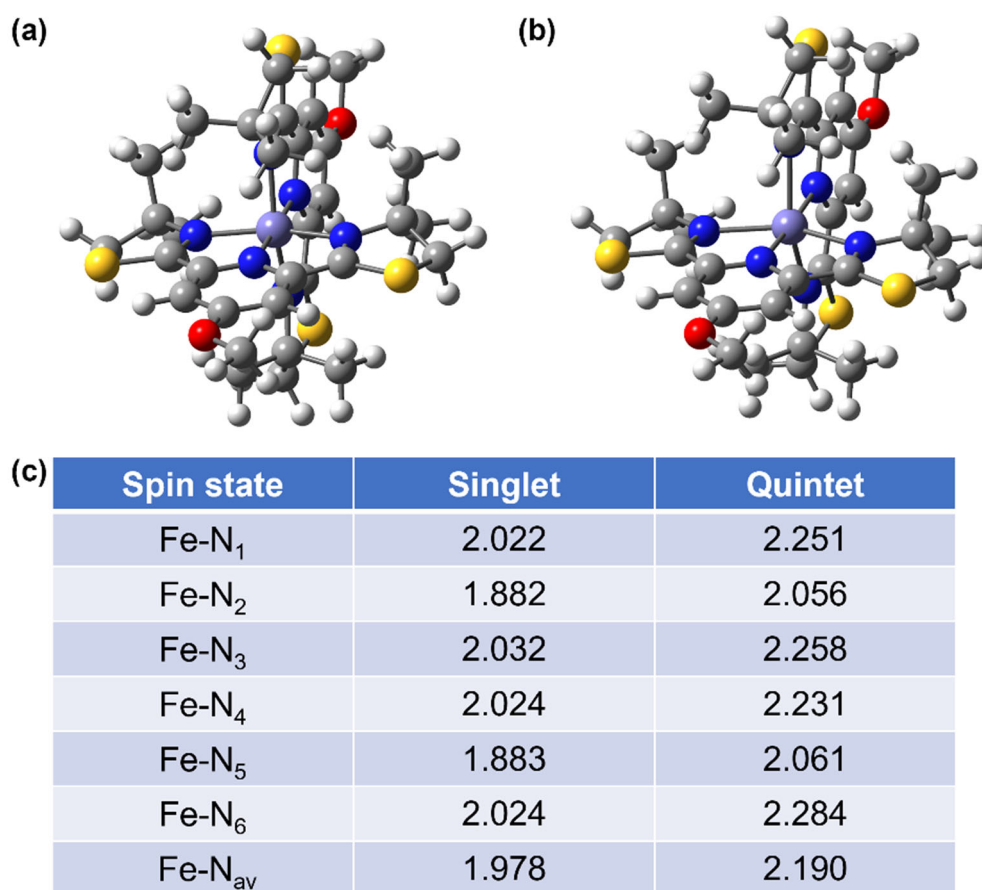 (a) (b)
(c)
Spin state Singlet Quintet
Fe-N₁ 2.022 2.251
Fe-N₂ 1.882 2.056
Fe-N₃ 2.032 2.258
Fe-N₄ 2.024 2.231
Fe-N₅ 1.883 2.061
Fe-N₆ 2.024 2.284
Fe-Nav 1.978 2.190